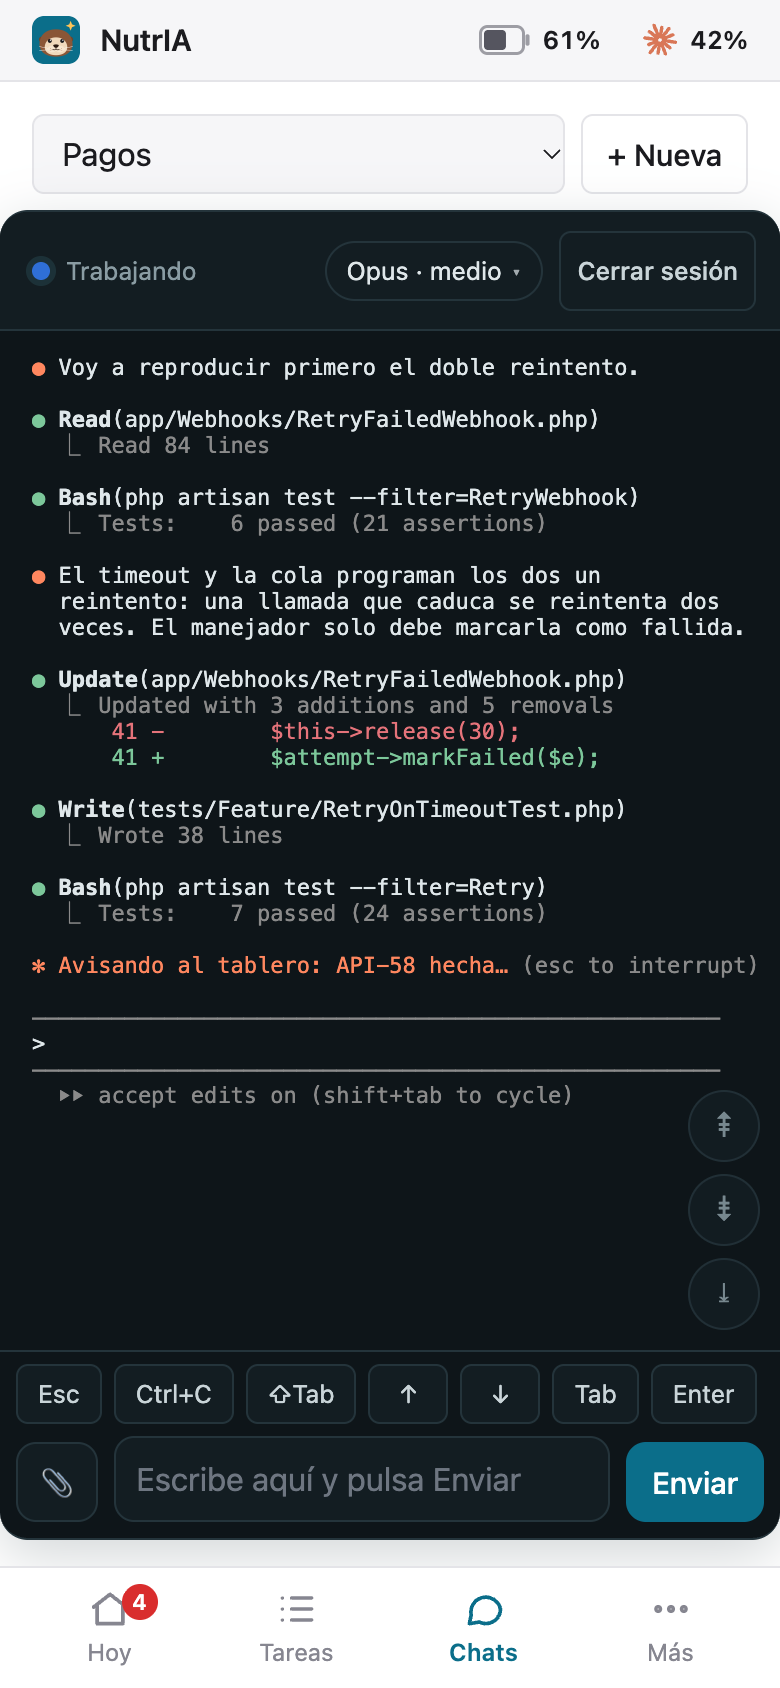 NutrIA
61%
42%
Pagos
+ Nueva
Trabajando
Opus · medio ▾
Cerrar sesión
● Voy a reproducir primero el doble reintento.
● Read(app/Webhooks/RetryFailedWebhook.php)
⎿ Read 84 lines
● Bash(php artisan test --filter=RetryWebhook)
⎿ Tests:    6 passed (21 assertions)
● El timeout y la cola programan los dos un
reintento: una llamada que caduca se reintenta dos
veces. El manejador solo debe marcarla como fallida.
● Update(app/Webhooks/RetryFailedWebhook.php)
⎿ Updated with 3 additions and 5 removals
41 -        $this->release(30);
41 +        $attempt->markFailed($e);
● Write(tests/Feature/RetryOnTimeoutTest.php)
⎿ Wrote 38 lines
● Bash(php artisan test --filter=Retry)
⎿ Tests:    7 passed (24 assertions)
✻ Avisando al tablero: API-58 hecha… (esc to interrupt)
>
⏵⏵ accept edits on (shift+tab to cycle)
Esc
Ctrl+C
⇧Tab
↑
↓
Tab
Enter
Escribe aquí y pulsa Enviar
Enviar
4
Hoy
Tareas
Chats
Más